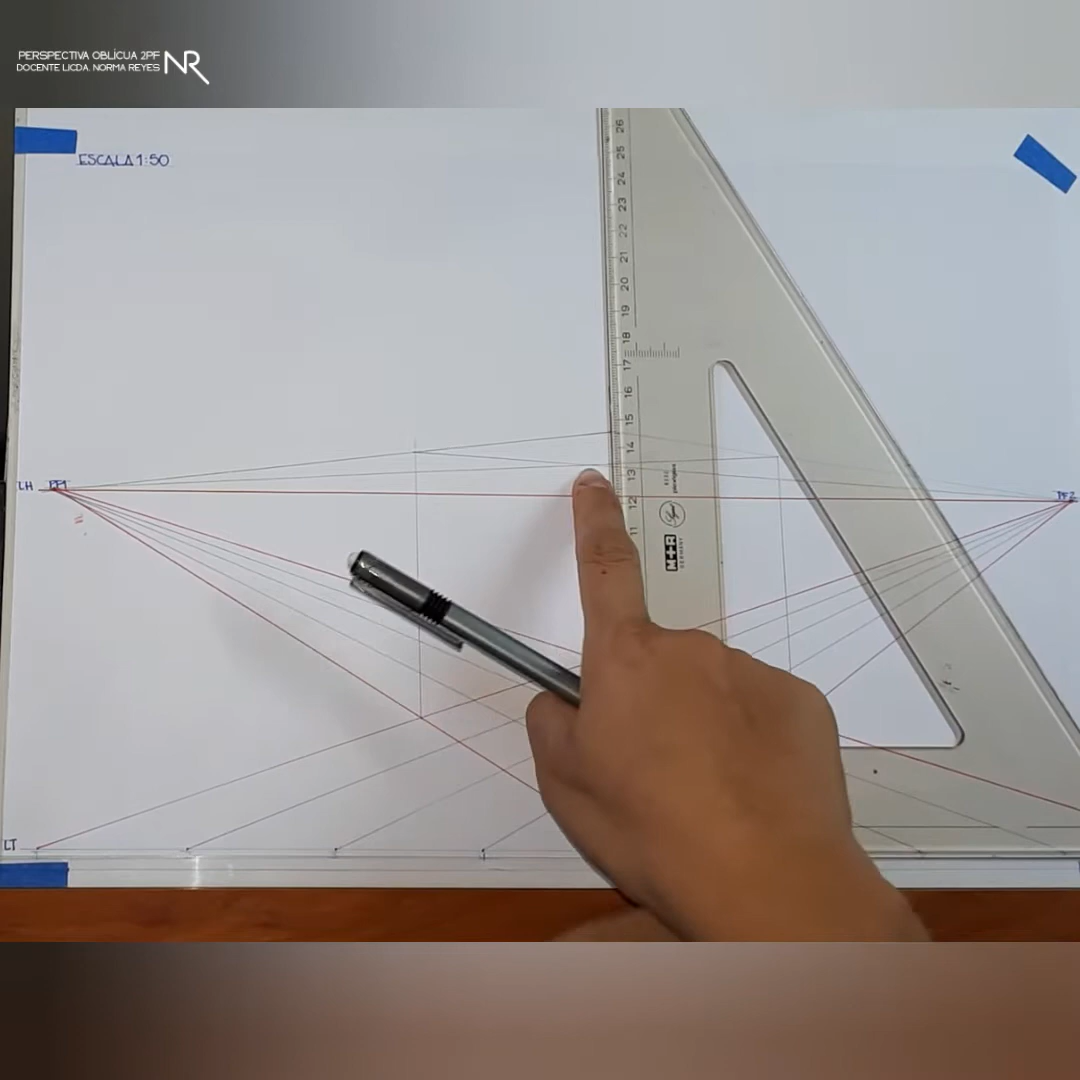 PERSPECTIVA OBLÍCUA 2PF
DOCENTE LICDA. NORMA REYES
NR
ESCALA 1:50
26
25
24
23
22
21
20
19
18
17
16
15
14
13
12
11
LH PF1
PF2
M+R
GERMANY
LT